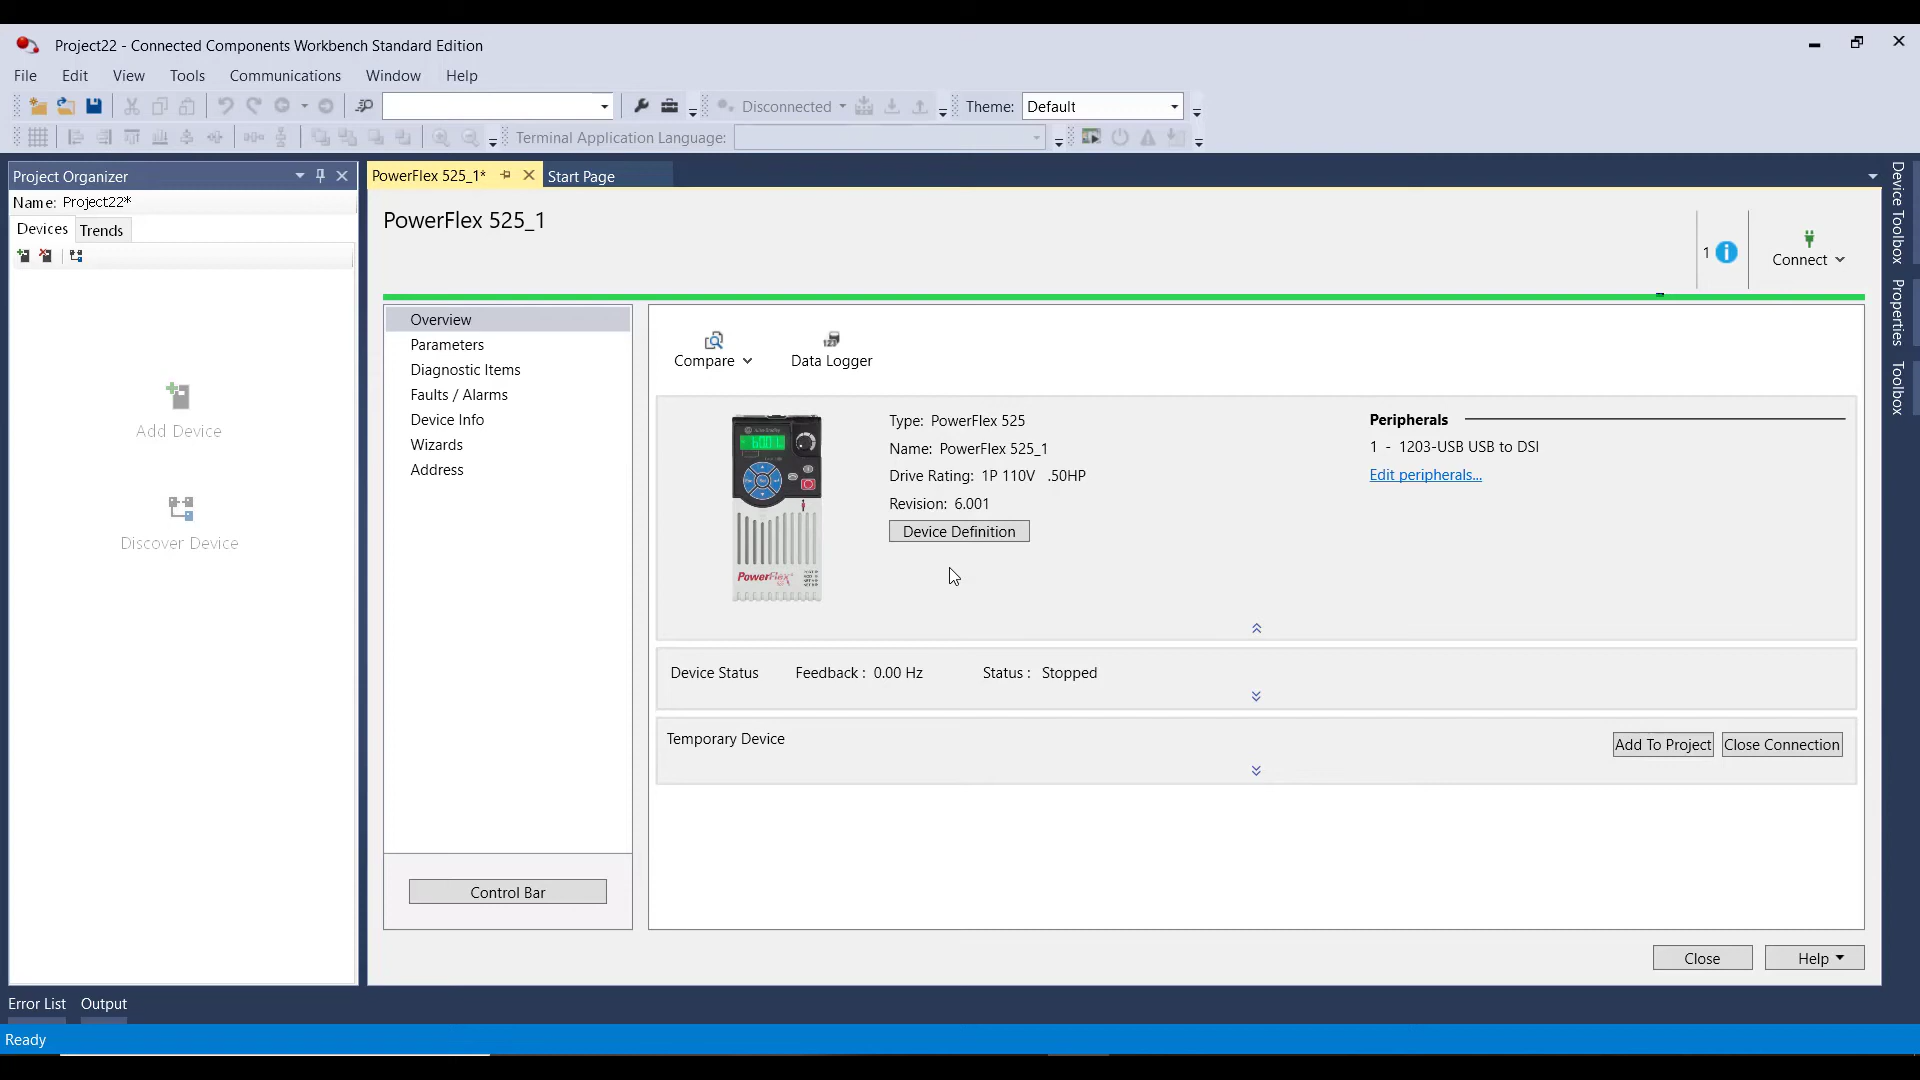 Project22 - Connected Components Workbench Standard Edition
File Edit View Tools Communications Window Help
Disconnected Theme: Default
Terminal Application Language:
Project Organizer
Name: Project22*
Devices Trends
Add Device
Discover Device
PowerFlex 525_1* Start Page
PowerFlex 525_1
1
Connect
Overview
Parameters
Diagnostic Items
Faults / Alarms
Device Info
Wizards
Address
Control Bar
Compare
Data Logger
PowerFlex
Type: PowerFlex 525
Name: PowerFlex 525_1
Drive Rating: 1P 110V .50HP
Revision: 6.001
Device Definition
Peripherals
1 - 1203-USB USB to DSI
Edit peripherals...
Device Status Feedback : 0.00 Hz Status : Stopped
Temporary Device
Add To Project Close Connection
Close Help
Device Toolbox
Properties
Toolbox
Error List Output
Ready